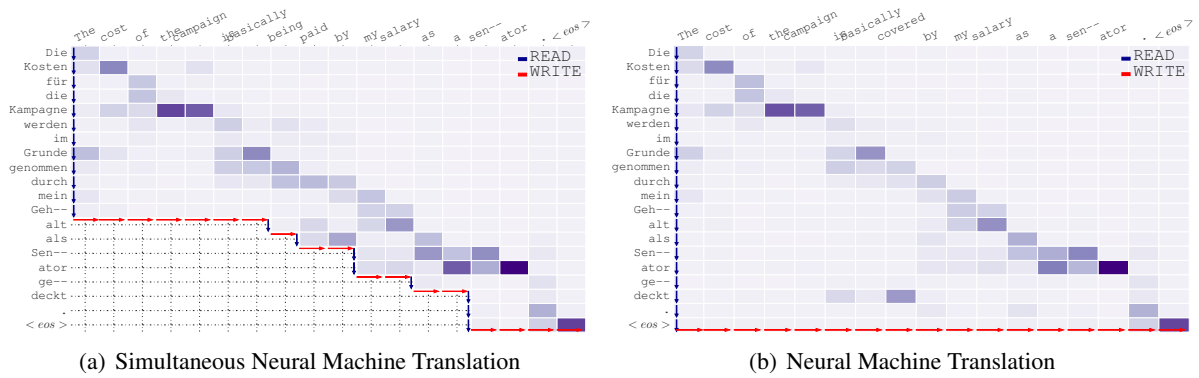 The cost of the campaign is basically being paid by my salary as a sen-- ator . <eos>
Die
Kosten
für
die
Kampagne
werden
im
Grunde
genommen
durch
mein
Geh--
alt
als
Sen--
ator
ge--
deckt
.
<eos>
READ
WRITE
(a) Simultaneous Neural Machine Translation
The cost of the campaign is basically covered by my salary as a sen-- ator . <eos>
Die
Kosten
für
die
Kampagne
werden
im
Grunde
genommen
durch
mein
Geh--
alt
als
Sen--
ator
ge--
deckt
.
<eos>
READ
WRITE
(b) Neural Machine Translation